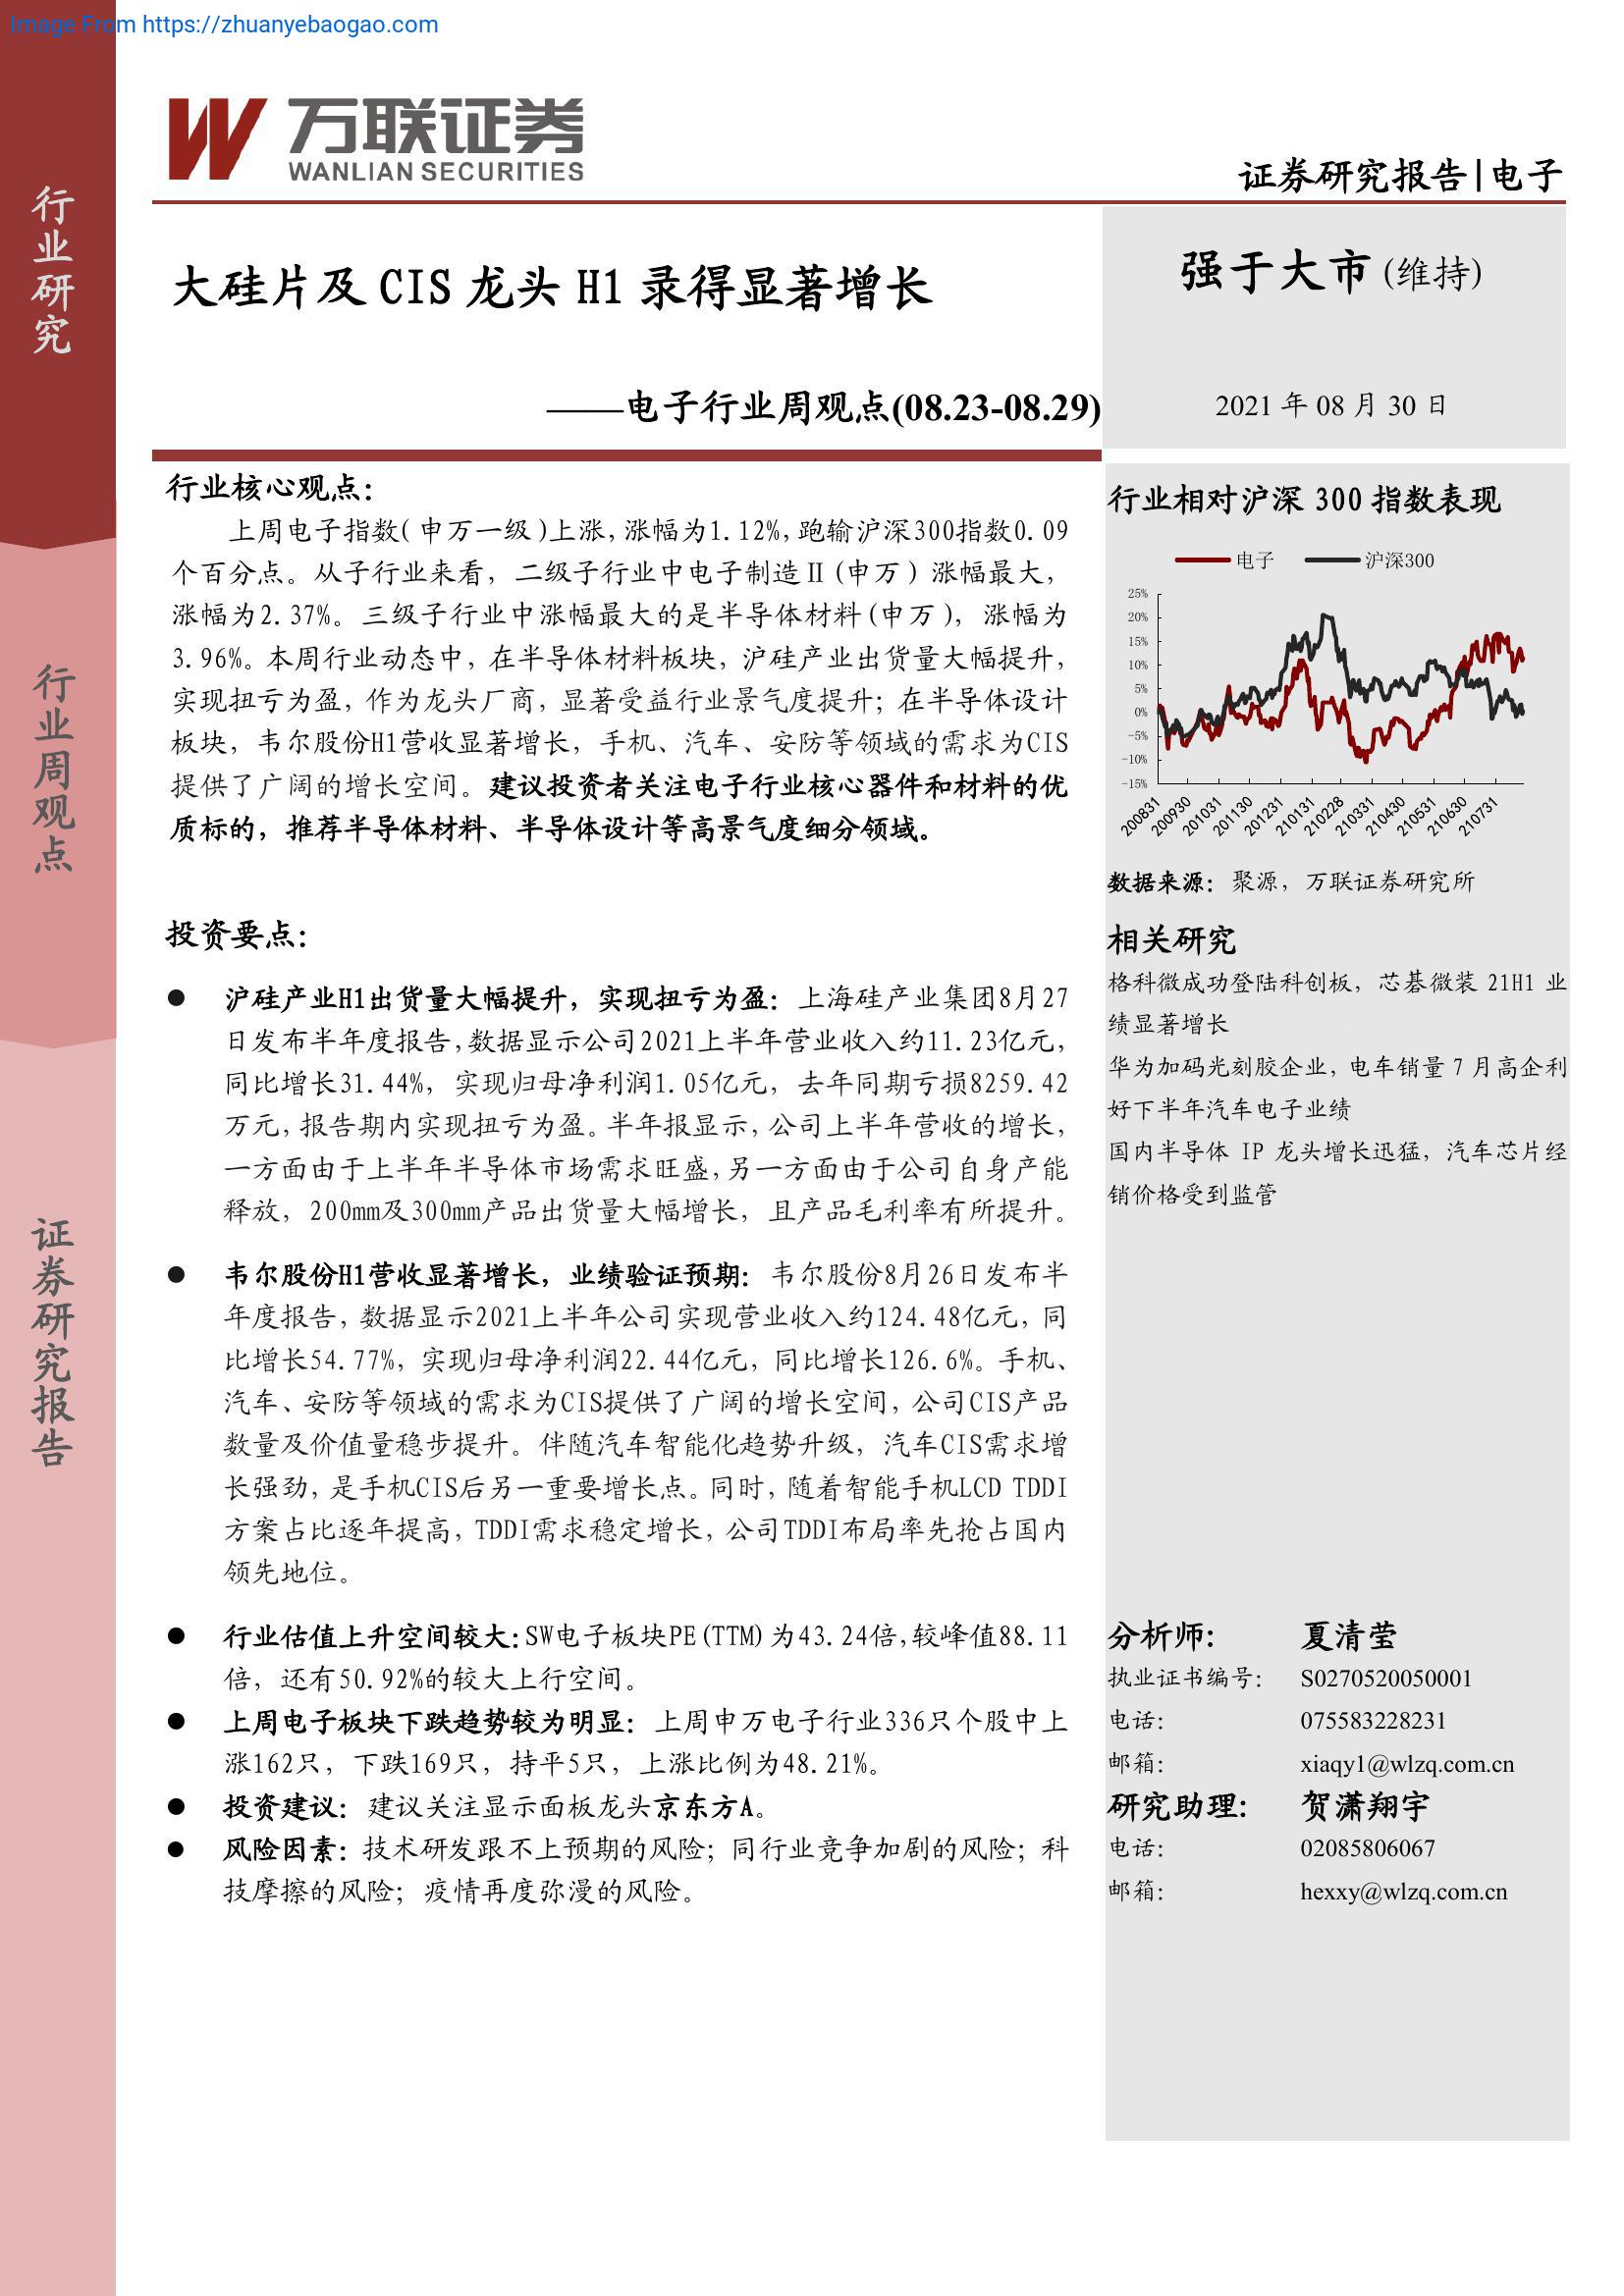 Image From https://zhuanyebaogao.com
万联证券
WANLIAN SECURITIES
证券研究报告|电子
行业研究
行业周观点
证券研究报告
大硅片及 CIS 龙头 H1 录得显著增长
——电子行业周观点(08.23-08.29)
强于大市 (维持)
2021 年 08 月 30 日
行业核心观点：
上周电子指数(申万一级)上涨,涨幅为1.12%,跑输沪深300指数0.09
个百分点。从子行业来看，二级子行业中电子制造Ⅱ(申万) 涨幅最大，
涨幅为2.37%。三级子行业中涨幅最大的是半导体材料(申万)，涨幅为
3.96%。本周行业动态中，在半导体材料板块，沪硅产业出货量大幅提升，
实现扭亏为盈，作为龙头厂商，显著受益行业景气度提升；在半导体设计
板块，韦尔股份H1营收显著增长，手机、汽车、安防等领域的需求为CIS
提供了广阔的增长空间。建议投资者关注电子行业核心器件和材料的优
质标的，推荐半导体材料、半导体设计等高景气度细分领域。
投资要点：
● 沪硅产业H1出货量大幅提升，实现扭亏为盈：上海硅产业集团8月27
日发布半年度报告,数据显示公司2021上半年营业收入约11.23亿元，
同比增长31.44%，实现归母净利润1.05亿元，去年同期亏损8259.42
万元，报告期内实现扭亏为盈。半年报显示，公司上半年营收的增长，
一方面由于上半年半导体市场需求旺盛,另一方面由于公司自身产能
释放，200mm及300mm产品出货量大幅增长，且产品毛利率有所提升。
● 韦尔股份H1营收显著增长，业绩验证预期：韦尔股份8月26日发布半
年度报告，数据显示2021上半年公司实现营业收入约124.48亿元，同
比增长54.77%，实现归母净利润22.44亿元，同比增长126.6%。手机、
汽车、安防等领域的需求为CIS提供了广阔的增长空间，公司CIS产品
数量及价值量稳步提升。伴随汽车智能化趋势升级，汽车CIS需求增
长强劲，是手机CIS后另一重要增长点。同时，随着智能手机LCD TDDI
方案占比逐年提高，TDDI需求稳定增长，公司TDDI布局率先抢占国内
领先地位。
● 行业估值上升空间较大：SW电子板块PE(TTM)为43.24倍,较峰值88.11
倍，还有50.92%的较大上行空间。
● 上周电子板块下跌趋势较为明显：上周申万电子行业336只个股中上
涨162只，下跌169只，持平5只，上涨比例为48.21%。
● 投资建议：建议关注显示面板龙头京东方A。
● 风险因素：技术研发跟不上预期的风险；同行业竞争加剧的风险；科
技摩擦的风险；疫情再度弥漫的风险。
行业相对沪深 300 指数表现
电子 沪深300
25%
20%
15%
10%
5%
0%
-5%
-10%
-15%
200831 200930 201031 201130 201231 210131 210228 210331 210430 210531 210630 210731
数据来源：聚源，万联证券研究所
相关研究
格科微成功登陆科创板，芯碁微装 21H1 业
绩显著增长
华为加码光刻胶企业，电车销量 7 月高企利
好下半年汽车电子业绩
国内半导体 IP 龙头增长迅猛，汽车芯片经
销价格受到监管
分析师： 夏清莹
执业证书编号： S0270520050001
电话： 075583228231
邮箱： xiaqy1@wlzq.com.cn
研究助理： 贺潇翔宇
电话： 02085806067
邮箱： hexxy@wlzq.com.cn